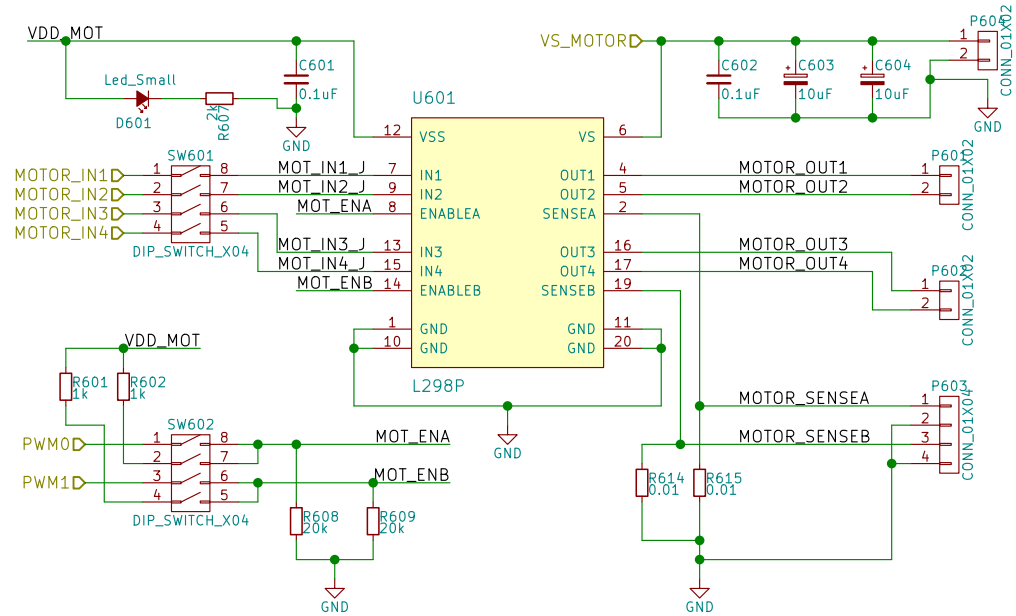 VDD_MOT
VS_MOTOR
P604
1
2
CONN_01X02
Led_Small
D601
2k
R607
C601
0.1uF
C602
0.1uF
C603
10uF
C604
10uF
GND
GND
U601
12 VSS VS 6
SW601
MOTOR_IN1 1 8 MOT_IN1_J 7 IN1 OUT1 4 MOTOR_OUT1 1
MOTOR_IN2 2 7 MOT_IN2_J 9 IN2 OUT2 5 MOTOR_OUT2 2
P601
CONN_01X02
MOTOR_IN3 3 6 MOT_ENA 8 ENABLEA SENSEA 2
MOTOR_IN4 4 5
DIP_SWITCH_X04
MOT_IN3_J 13 IN3 OUT3 16 MOTOR_OUT3
MOT_IN4_J 15 IN4 OUT4 17 MOTOR_OUT4
MOT_ENB 14 ENABLEB SENSEB 19
P602
1
2
CONN_01X02
1 GND GND 11
10 GND GND 20
L298P
GND
VDD_MOT
R601
1k
R602
1k
SW602
PWM0 1 8 MOT_ENA
2 7
PWM1 3 6 MOT_ENB
4 5
DIP_SWITCH_X04
R608
20k
R609
20k
GND
P603
MOTOR_SENSEA 1
2
MOTOR_SENSEB 3
4
CONN_01X04
R614
0.01
R615
0.01
GND